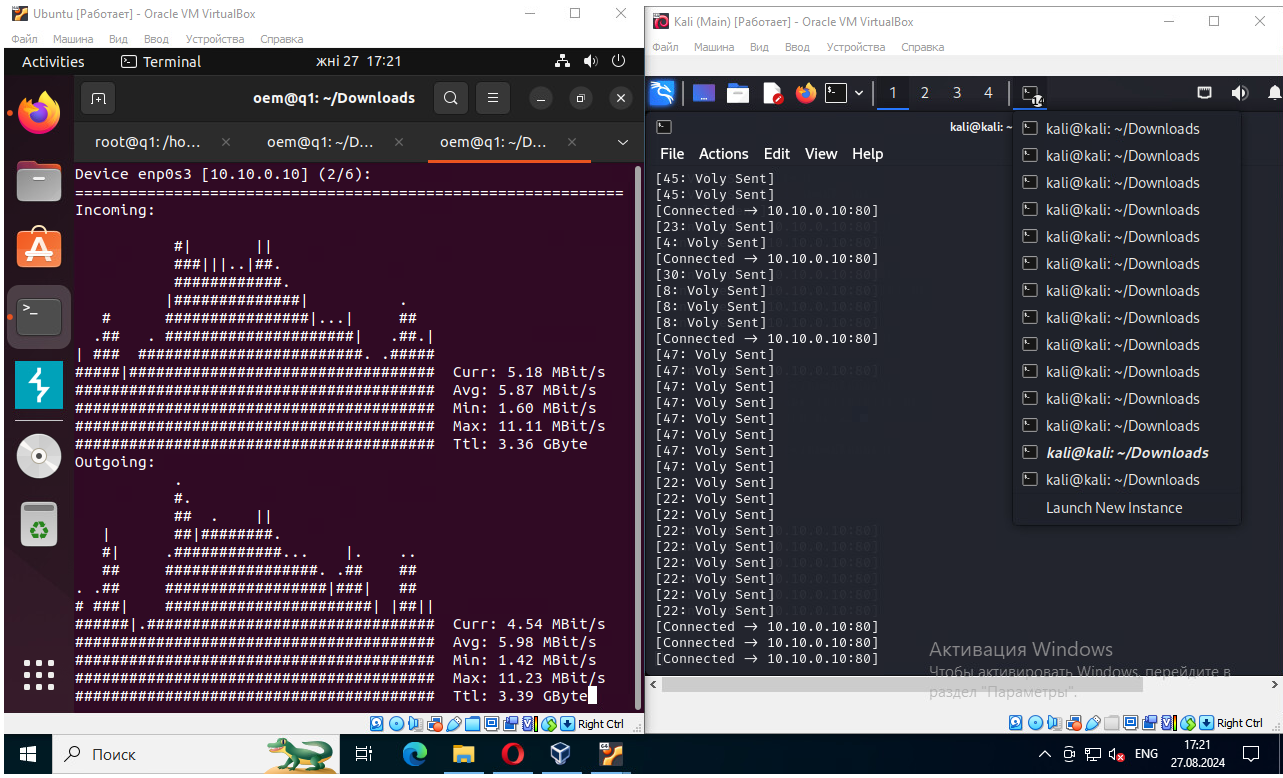 Ubuntu [Работает] - Oracle VM VirtualBox
Файл Машина Вид Ввод Устройства Справка
Activities Terminal жні 27 17:21
oem@q1: ~/Downloads
root@q1: /ho... × oem@q1: ~/D... × oem@q1: ~/D... ×
Device enp0s3 [10.10.0.10] (2/6):
=============================================================
Incoming:
Curr: 5.18 MBit/s
Avg: 5.87 MBit/s
Min: 1.60 MBit/s
Max: 11.11 MBit/s
Ttl: 3.36 GByte
Outgoing:
Curr: 4.54 MBit/s
Avg: 5.98 MBit/s
Min: 1.42 MBit/s
Max: 11.23 MBit/s
Ttl: 3.39 GByte
Right Ctrl
Kali (Main) [Работает] - Oracle VM VirtualBox
Файл Машина Вид Ввод Устройства Справка
1 2 3 4 14
kali@kali: ~
File Actions Edit View Help
[45: Voly Sent]
[45: Voly Sent]
[Connected → 10.10.0.10:80]
[23: Voly Sent]
[4: Voly Sent]
[Connected → 10.10.0.10:80]
[30: Voly Sent]
[8: Voly Sent]
[8: Voly Sent]
[8: Voly Sent]
[Connected → 10.10.0.10:80]
[47: Voly Sent]
[47: Voly Sent]
[47: Voly Sent]
[47: Voly Sent]
[47: Voly Sent]
[47: Voly Sent]
[47: Voly Sent]
[47: Voly Sent]
[22: Voly Sent]
[22: Voly Sent]
[22: Voly Sent]
[22: Voly Sent]
[22: Voly Sent]
[22: Voly Sent]
[22: Voly Sent]
[22: Voly Sent]
[22: Voly Sent]
[Connected → 10.10.0.10:80]
[Connected → 10.10.0.10:80]
[Connected → 10.10.0.10:80]
kali@kali: ~/Downloads
kali@kali: ~/Downloads
kali@kali: ~/Downloads
kali@kali: ~/Downloads
kali@kali: ~/Downloads
kali@kali: ~/Downloads
kali@kali: ~/Downloads
kali@kali: ~/Downloads
kali@kali: ~/Downloads
kali@kali: ~/Downloads
kali@kali: ~/Downloads
kali@kali: ~/Downloads
kali@kali: ~/Downloads
kali@kali: ~/Downloads
Launch New Instance
Активация Windows
Чтобы активировать Windows, перейдите в
раздел "Параметры".
Right Ctrl
Поиск
ENG
17:21
27.08.2024